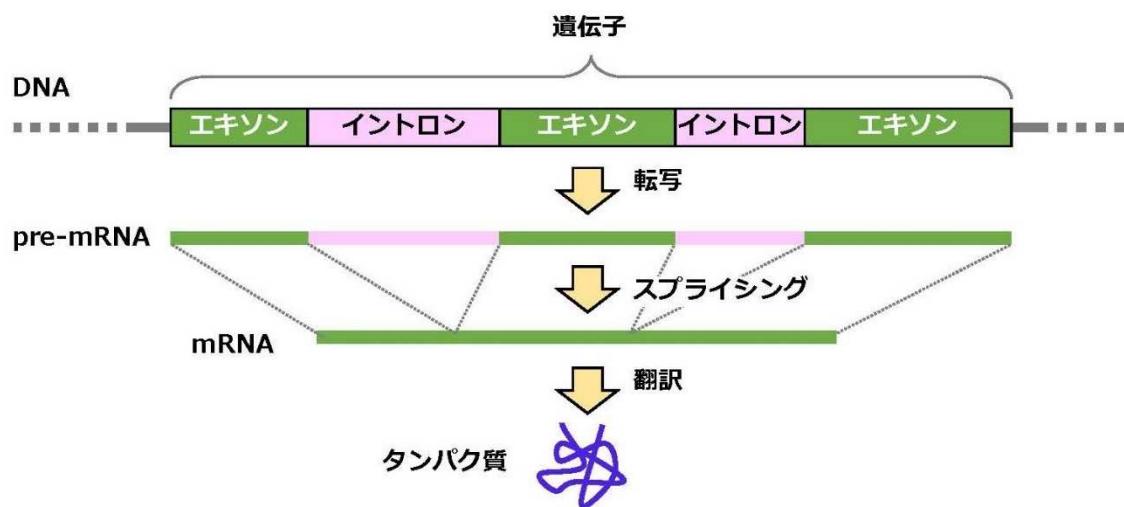 遺伝子
DNA
エキソン イントロン エキソン イントロン エキソン
転写
pre-mRNA
スプライシング
mRNA
翻訳
タンパク質